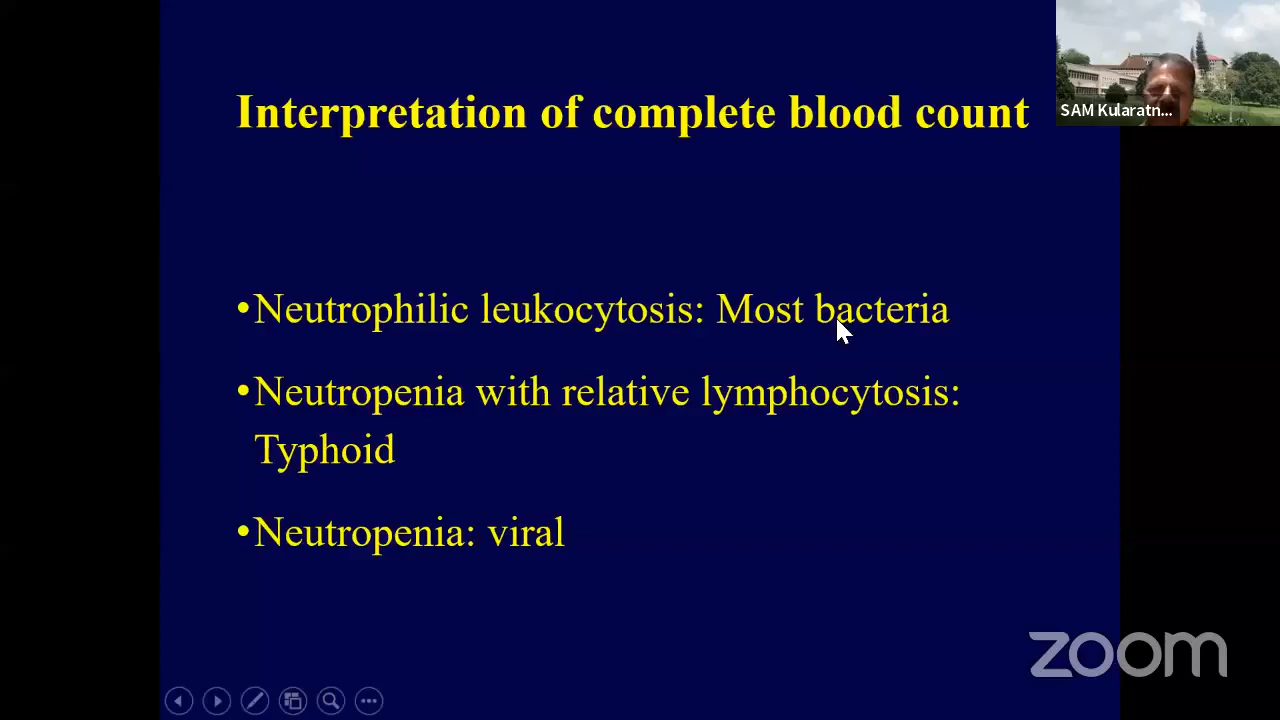 Interpretation of complete blood count
SAM Kularatn...
•Neutrophilic leukocytosis: Most bacteria
•Neutropenia with relative lymphocytosis:
Typhoid
•Neutropenia: viral
zoom